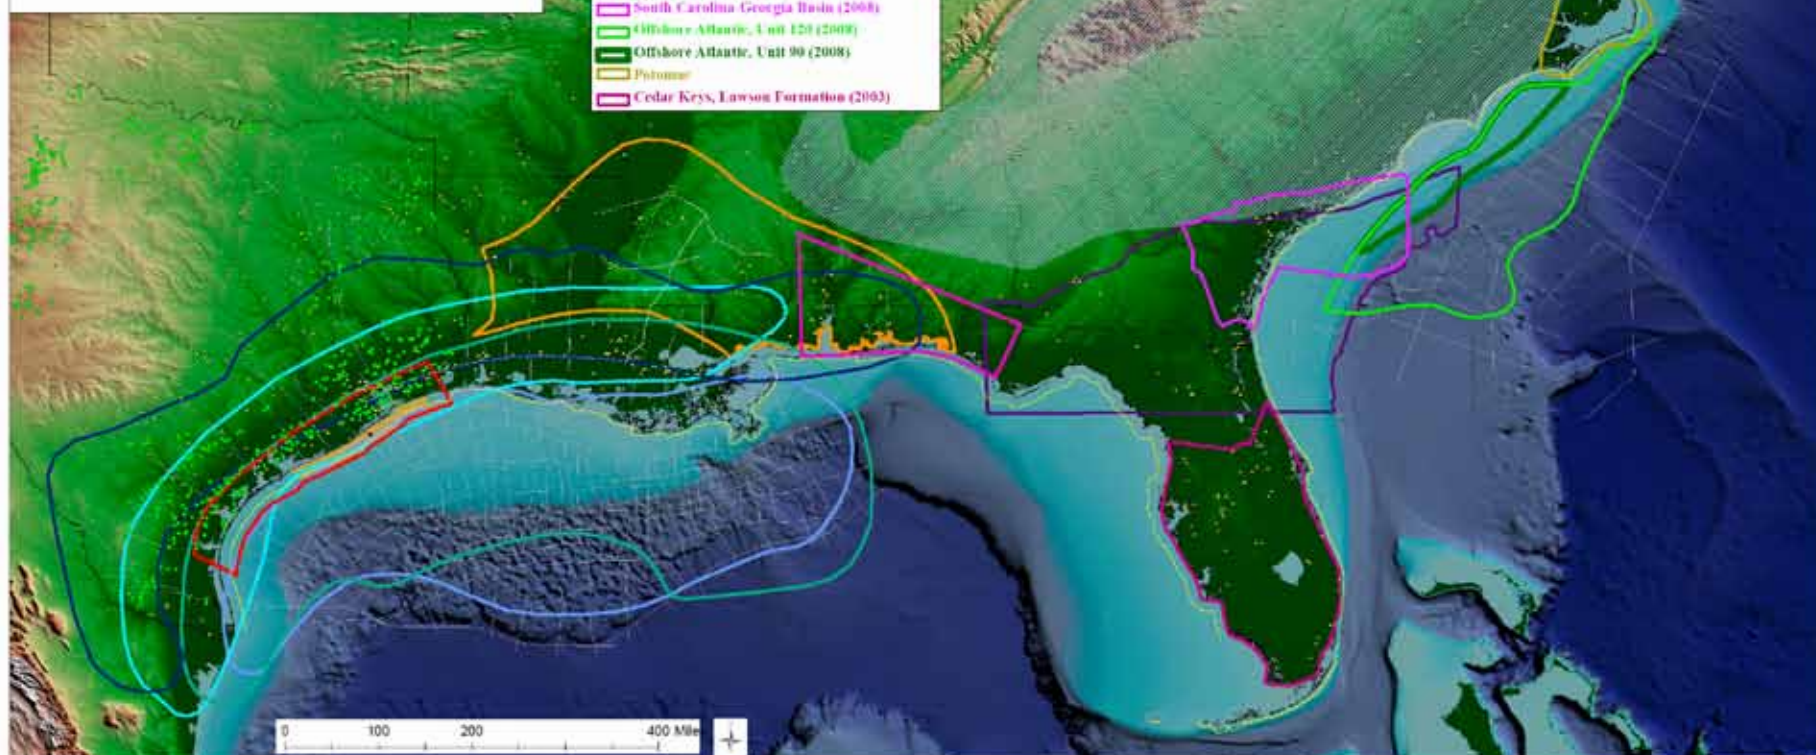 South Carolina Georgia Basin (2008)
Offshore Atlantic, Unit 120 (2008)
Offshore Atlantic, Unit 90 (2008)
Potomac
Cedar Keys, Lawson Formation (2003)
0 100 200 400 Mile